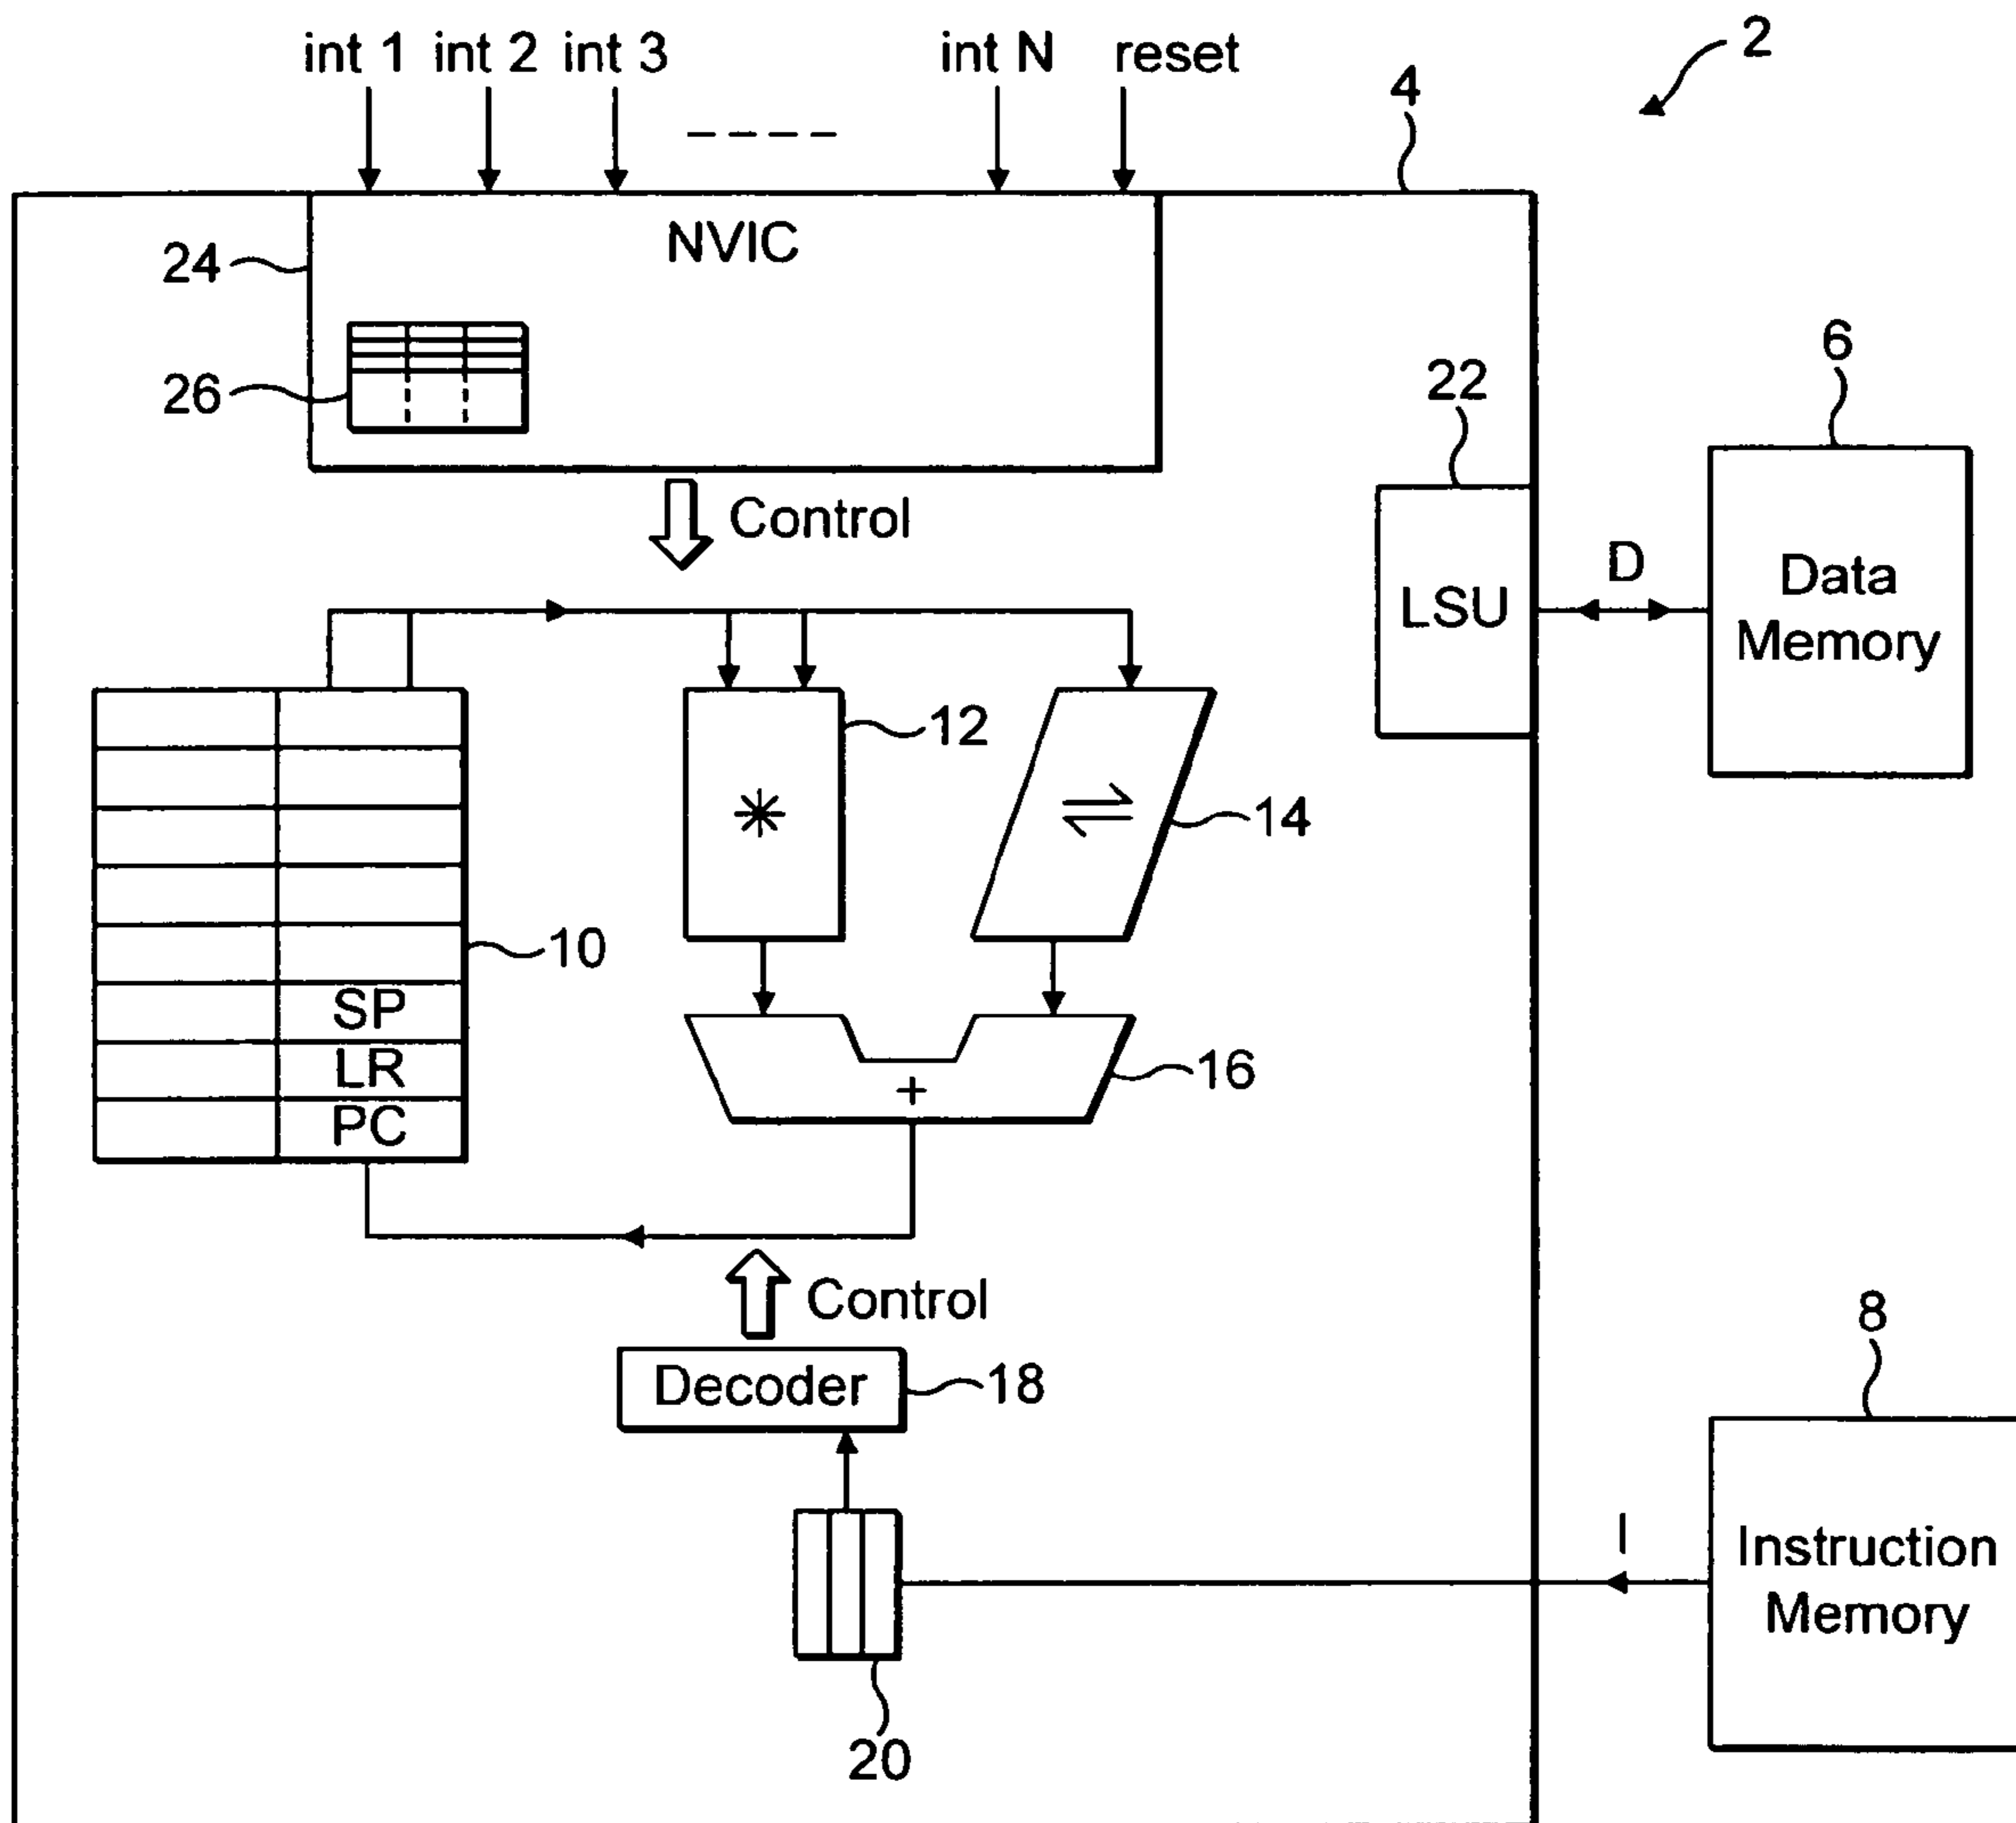 int 1 int 2 int 3 int N reset
2
4
NVIC
24
26
Control
22
LSU
6
D
Data
Memory
12
*
14
10
SP
LR
PC
16
+
Control
Decoder
18
8
I
Instruction
Memory
20